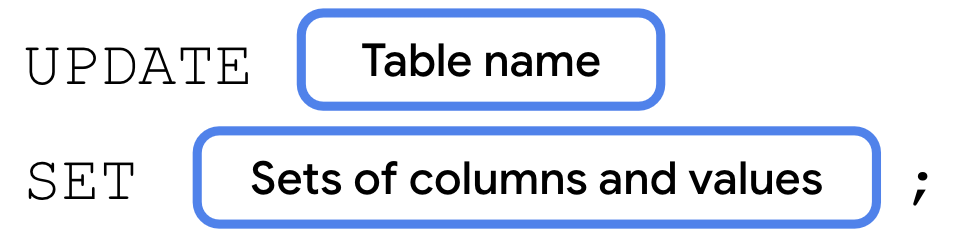 UPDATE Table name
SET Sets of columns and values ;